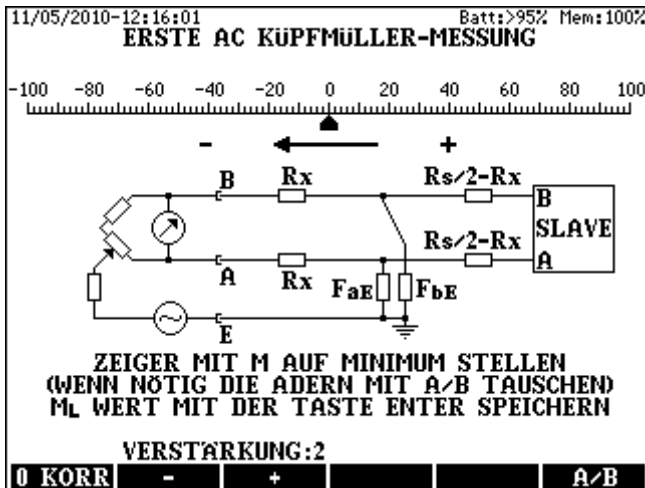 11/05/2010-12:16:01 Batt:>95% Mem:100%
ERSTE AC KÜPFMÜLLER-MESSUNG
-100 -80 -60 -40 -20 0 20 40 60 80 100
- +
B Rx Rs/2-Rx B
SLAVE
Rs/2-Rx
A Rx FaE FbE A
E
ZEIGER MIT M AUF MINIMUM STELLEN
(WENN NÖTIG DIE ADERN MIT A/B TAUSCHEN)
ML WERT MIT DER TASTE ENTER SPEICHERN
VERSTÄRKUNG:2
0 KORR - + A/B